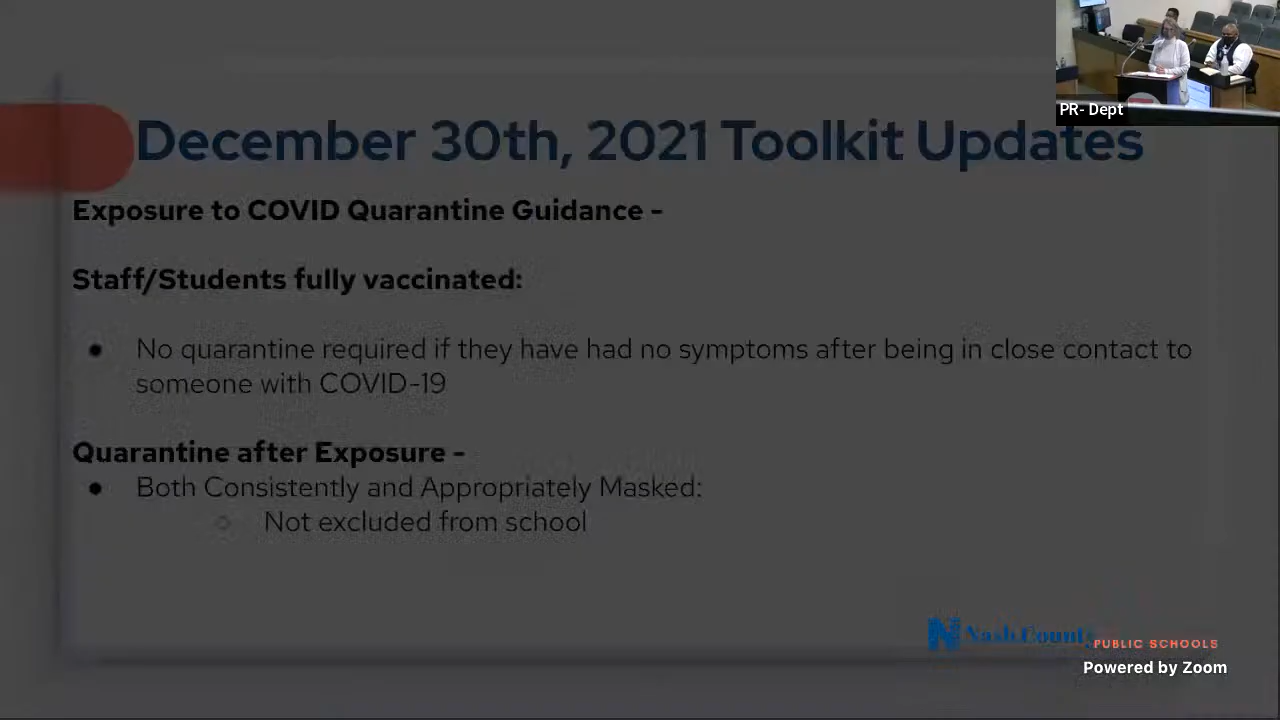 PR- Dept
December 30th, 2021 Toolkit Updates
Exposure to COVID Quarantine Guidance -
Staff/Students fully vaccinated:
● No quarantine required if they have had no symptoms after being in close contact to
someone with COVID-19
Quarantine after Exposure -
● Both Consistently and Appropriately Masked:
○ Not excluded from school
Nash County
PUBLIC SCHOOLS
Powered by Zoom